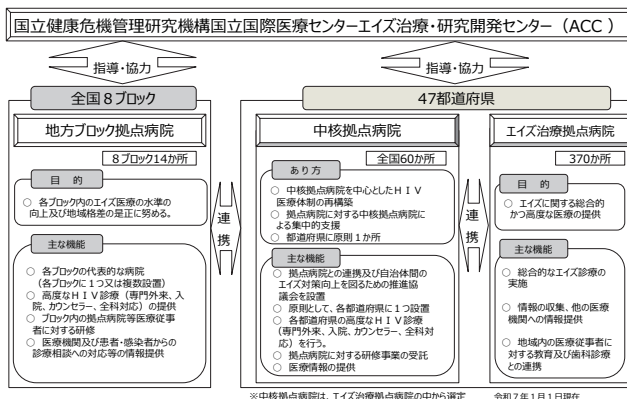 国立健康危機管理研究機構国立国際医療センターエイズ治療・研究開発センター（ACC ）
指導・協力
指導・協力
全国８ブロック
地方ブロック拠点病院
８ブロック14か所
目　的
○ 各ブロック内のエイズ医療の水準の
向上及び地域格差の是正に努める。
主な機能
○ 各ブロックの代表的な病院
（各ブロックに１つ又は複数設置）
○ 高度なＨＩＶ診療（専門外来、入
院、カウンセラー、全科対応）の提供
○ ブロック内の拠点病院等医療従事
者に対する研修
○ 医療機関及び患者・感染者からの
診療相談への対応等の情報提供
連
携
47都道府県
中核拠点病院
全国60か所
あり方
○ 中核拠点病院を中心としたＨＩＶ
医療体制の再構築
○ 拠点病院に対する中核拠点病院に
よる集中的支援
○ 都道府県に原則１か所
主な機能
○ 拠点病院との連携及び自治体間の
エイズ対策向上を図るための推進協
議会を設置
○ 原則として、各都道府県に１つ設置
○ 各都道府県の高度なＨＩＶ診療
（専門外来、入院、カウンセラー、全科対
応）を行う。
○ 拠点病院に対する研修事業の受託
○ 医療情報の提供
連
携
エイズ治療拠点病院
370か所
目　的
○ エイズに関する総合的
かつ高度な医療の提供
主な機能
○ 総合的なエイズ診療の
実施
○ 情報の収集、他の医療
機関への情報提供
○ 地域内の医療従事者に
対する教育及び歯科診療
との連携
※中核拠点病院は、エイズ治療拠点病院の中から選定
令和７年１月１日現在